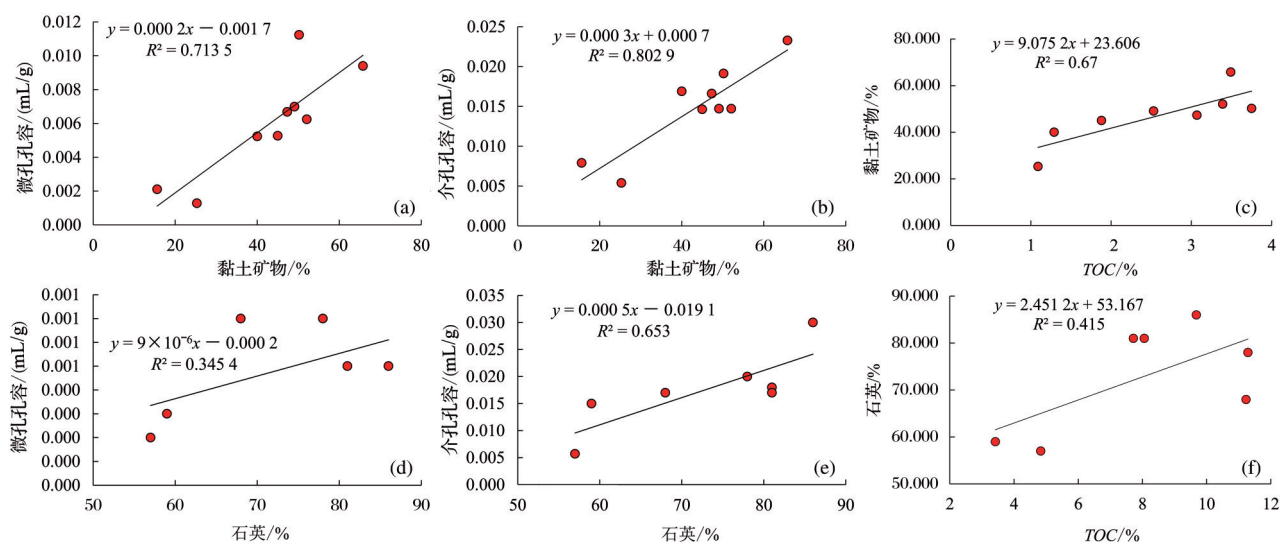 y=0.000 2x－0.001 7
R²=0.713 5
0.012
0.010
0.008
0.006
0.004
0.002
0.000
微孔孔容/(mL/g)
(a)
0
20
40
60
80
黏土矿物/%
y=0.000 3x+0.000 7
R²=0.802 9
0.025
0.020
0.015
0.010
0.005
0.000
介孔孔容/(mL/g)
(b)
0
20
40
60
80
黏土矿物/%
y=9.075 2x+23.606
R²=0.67
80.000
60.000
40.000
20.000
0.000
黏土矿物/%
(c)
0
1
2
3
4
TOC/%
y=9×10⁻⁶x－0.000 2
R²=0.345 4
0.001
0.001
0.001
0.001
0.000
0.000
0.000
0.000
0.000
微孔孔容/(mL/g)
(d)
50
60
70
80
90
石英/%
y=0.000 5x－0.019 1
R²=0.653
0.035
0.030
0.025
0.020
0.015
0.010
0.005
0.000
介孔孔容/(mL/g)
(e)
50
60
70
80
90
石英/%
y=2.451 2x+53.167
R²=0.415
90.000
80.000
70.000
60.000
50.000
石英/%
(f)
2
4
6
8
10
12
TOC/%